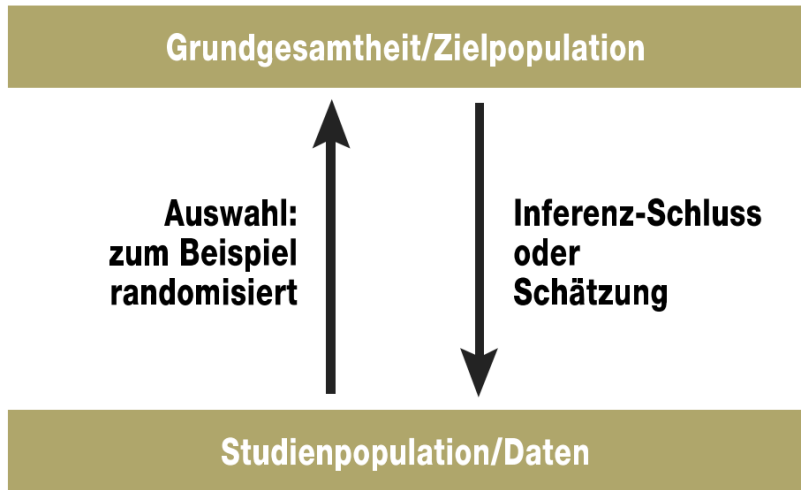 Grundgesamtheit/Zielpopulation
Auswahl:
zum Beispiel
randomisiert
Inferenz-Schluss
oder
Schätzung
Studienpopulation/Daten